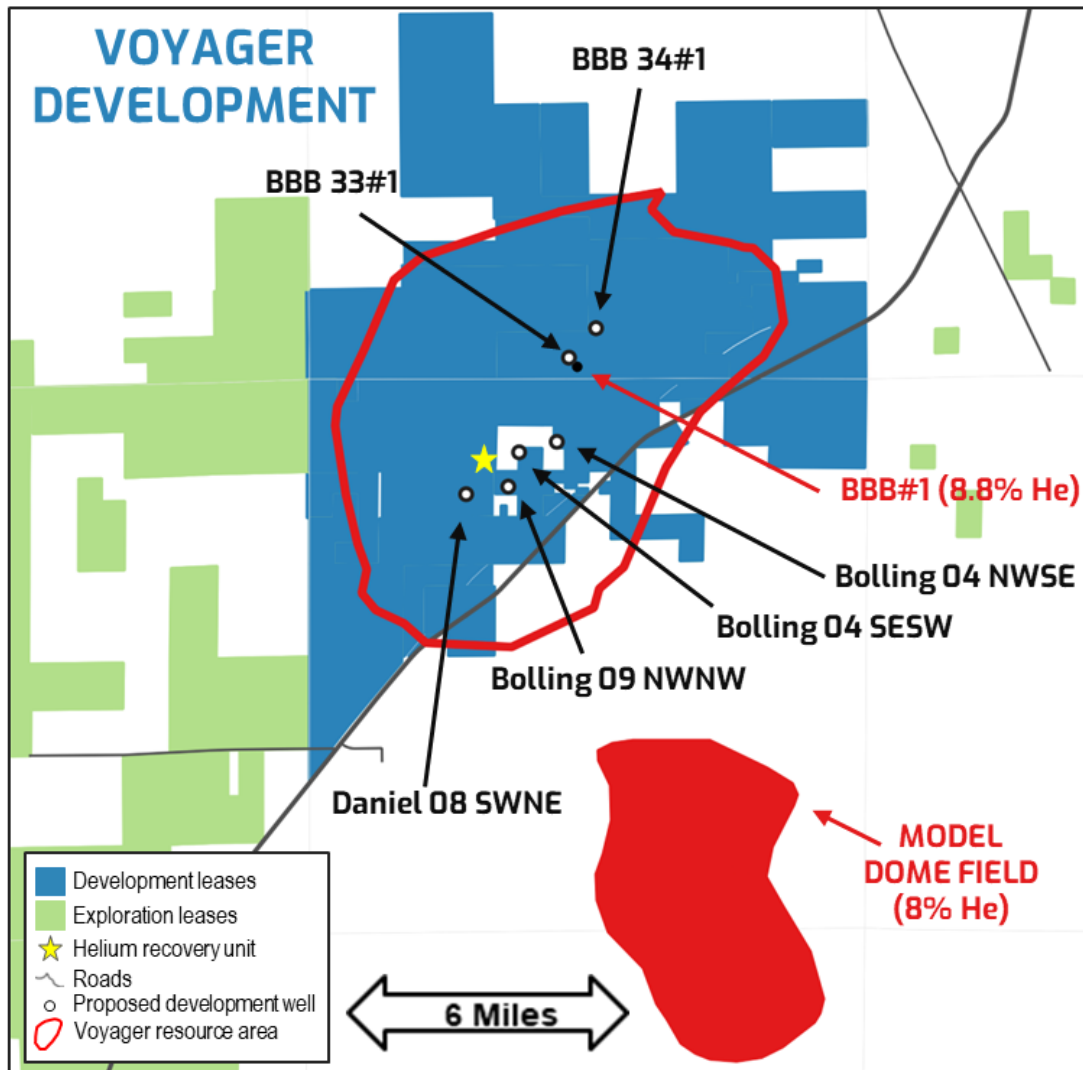 VOYAGER
DEVELOPMENT
BBB 34#1
BBB 33#1
BBB#1 (8.8% He)
Bolling 04 NWSE
Bolling 04 SESW
Bolling 09 NWNW
Daniel 08 SWNE
MODEL
DOME FIELD
(8% He)
Development leases
Exploration leases
Helium recovery unit
Roads
Proposed development well
Voyager resource area
6 Miles